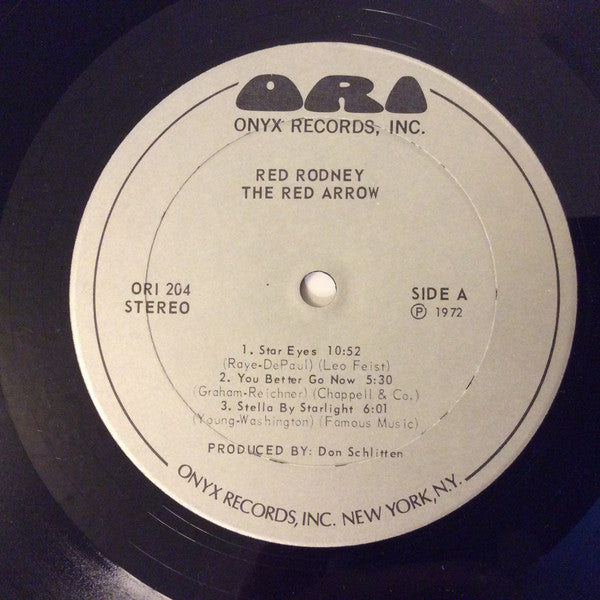 ORI
ONYX RECORDS, INC.
RED RODNEY
THE RED ARROW
ORI 204
STEREO
SIDE A
Ⓟ 1972
1. Star Eyes 10:52
(Raye-DePaul) (Leo Feist)
2. You Better Go Now 5:30
(Graham-Reichner) (Chappell & Co.)
3. Stella By Starlight 6:01
(Young-Washington) (Famous Music)
PRODUCED BY: Don Schlitten
ONYX RECORDS, INC. NEW YORK, N.Y.